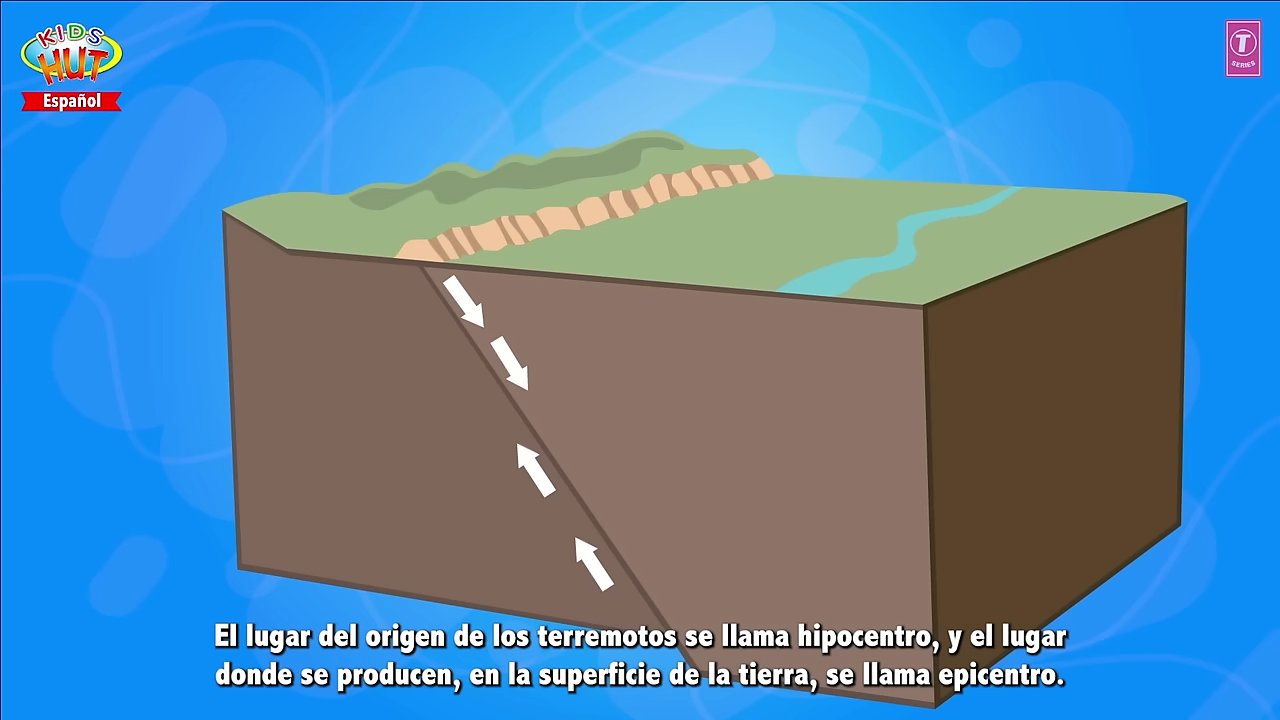 KIDS
HUT
Español
T
SERIES
El lugar del origen de los terremotos se llama hipocentro, y el lugar
donde se producen, en la superficie de la tierra, se llama epicentro.